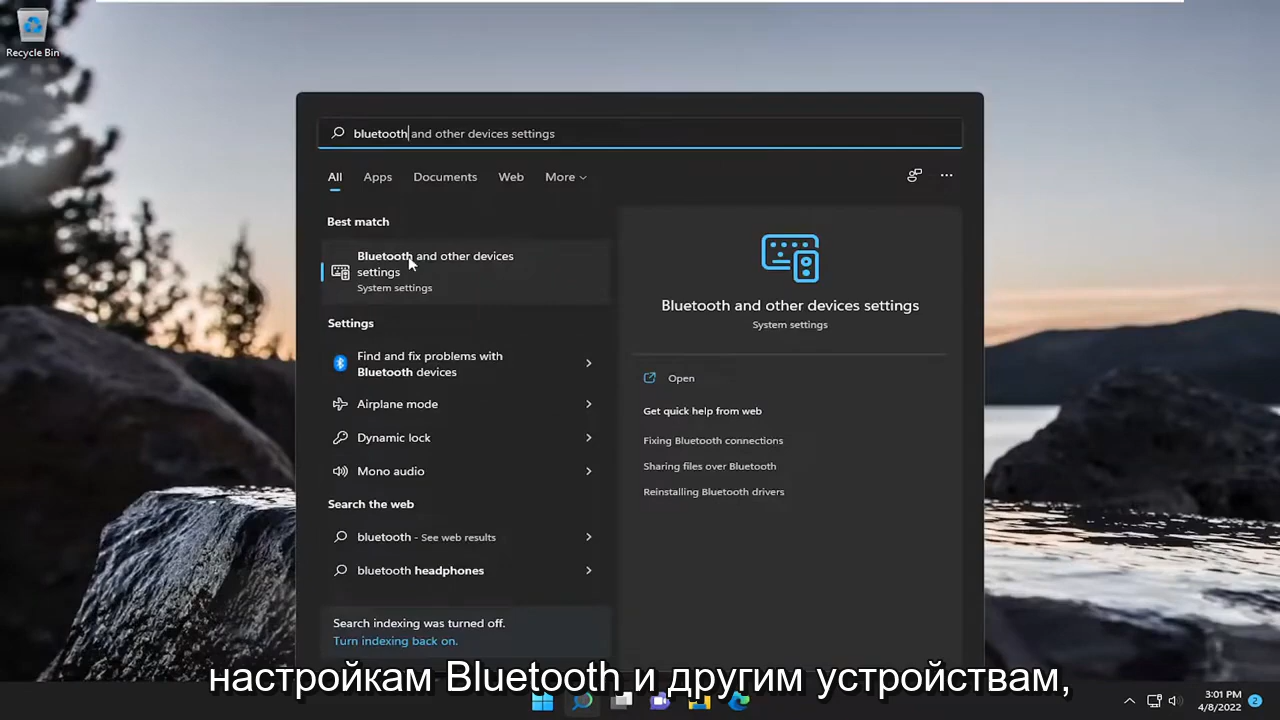 Recycle Bin
bluetooth and other devices settings
All Apps Documents Web More
Best match
Bluetooth and other devices
settings
System settings
Settings
Find and fix problems with
Bluetooth devices
Airplane mode
Dynamic lock
Mono audio
Search the web
bluetooth - See web results
bluetooth headphones
Search indexing was turned off.
Turn indexing back on.
Bluetooth and other devices settings
System settings
Open
Get quick help from web
Fixing Bluetooth connections
Sharing files over Bluetooth
Reinstalling Bluetooth drivers
настройкам Bluetooth и другим устройствам,
3:01 PM
4/8/2022
2